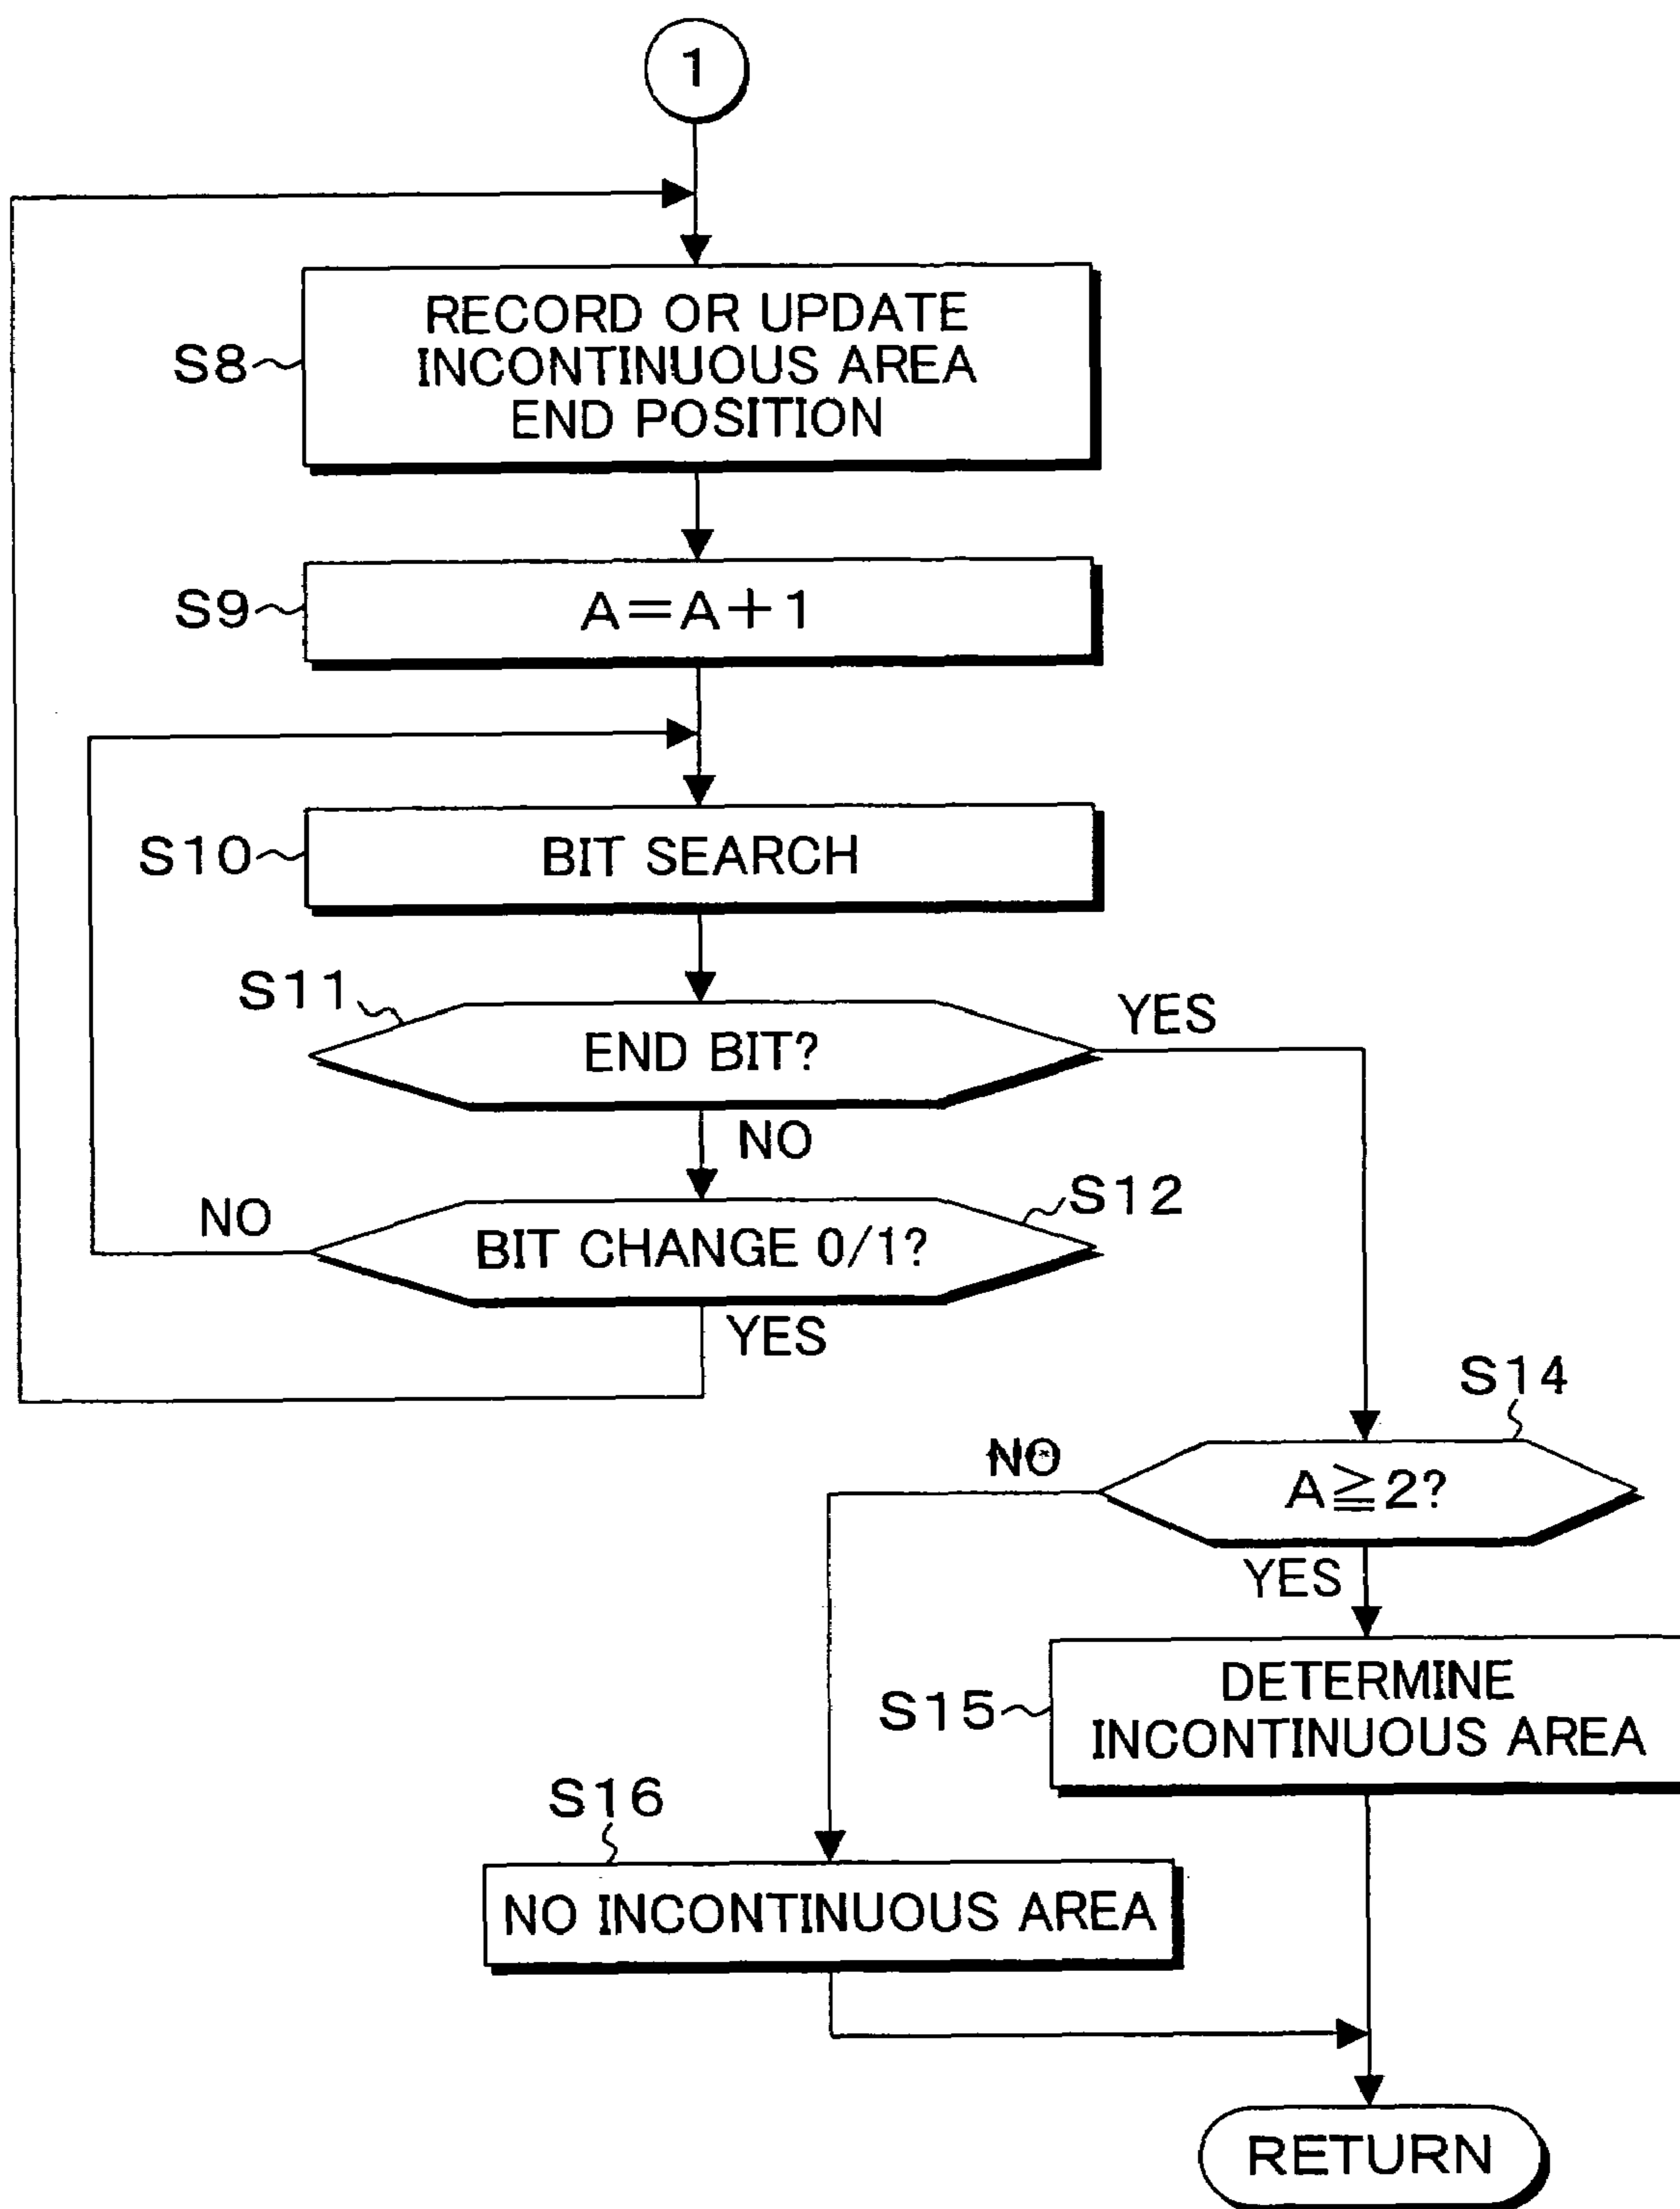 1
RECORD OR UPDATE
INCONTINUOUS AREA
END POSITION
S8
A=A+1
S9
BIT SEARCH
S10
S11
END BIT?
YES
NO
S12
BIT CHANGE 0/1?
NO
YES
S14
A≧2?
NO
YES
DETERMINE
INCONTINUOUS AREA
S15
S16
NO INCONTINUOUS AREA
RETURN